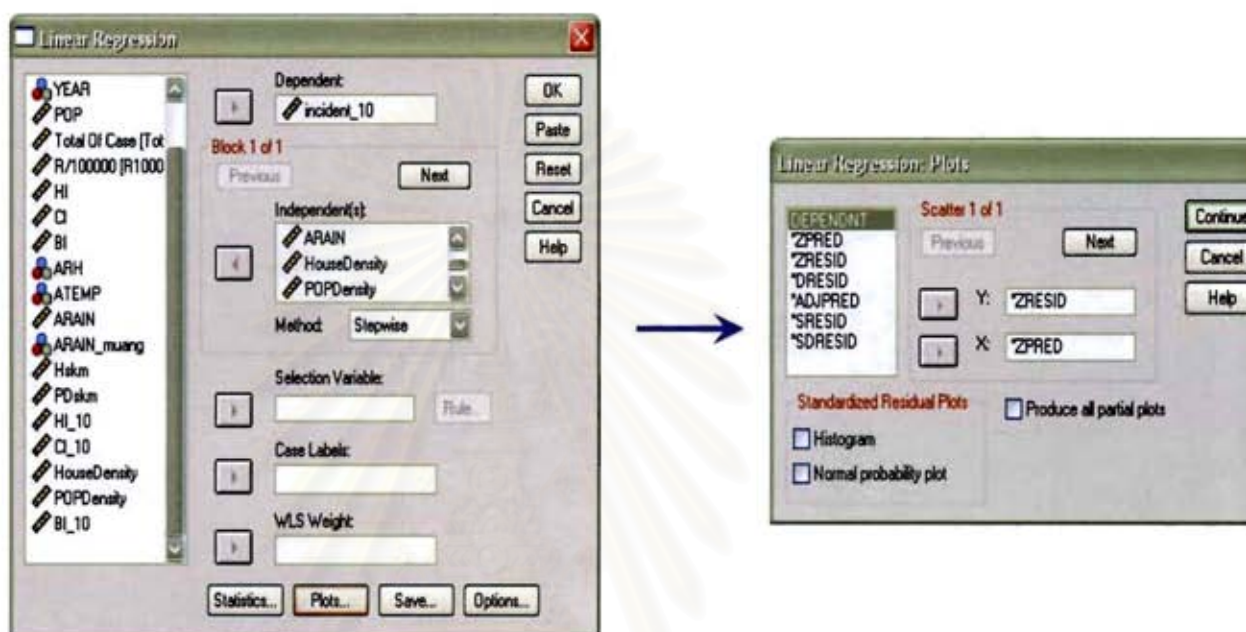 Linear Regression
YEAR
POP
Total Of Case [Tot
R/100000 [R1000
HI
CI
BI
ARH
ATEMP
ARAIN
ARAIN_muang
Hskm
PDskm
HI_10
CI_10
HouseDensity
POPDensity
BI_10
Dependent:
incident_10
Block 1 of 1
Previous
Next
Independent(s):
ARAIN
HouseDensity
POPDensity
Method:
Stepwise
Selection Variable:
Rule...
Case Labels:
WLS Weight:
Statistics...
Plots...
Save...
Options...
OK
Paste
Reset
Cancel
Help
Linear Regression: Plots
DEPENDNT
*ZPRED
*ZRESID
*DRESID
*ADJPRED
*SRESID
*SDRESID
Scatter 1 of 1
Previous
Next
Y:
*ZRESID
X:
*ZPRED
Continue
Cancel
Help
Standardized Residual Plots
Histogram
Normal probability plot
Produce all partial plots